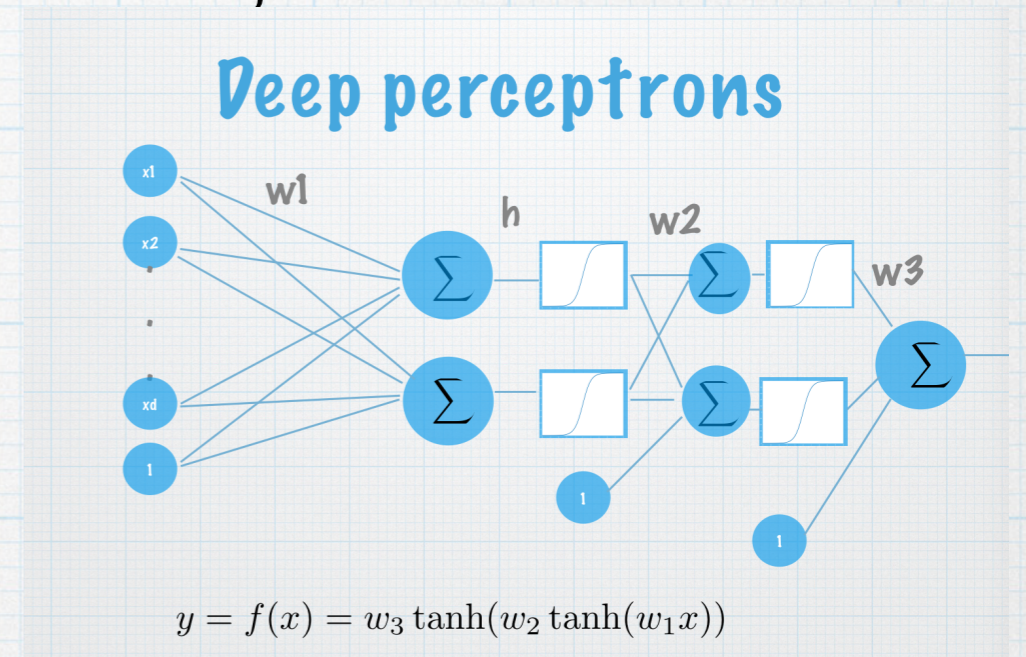 Deep perceptrons
x1
w1
x2
h
w2
w3
Σ
Σ
Σ
Σ
Σ
xd
1
1
1
y = f(x) = w₃ tanh(w₂ tanh(w₁x))